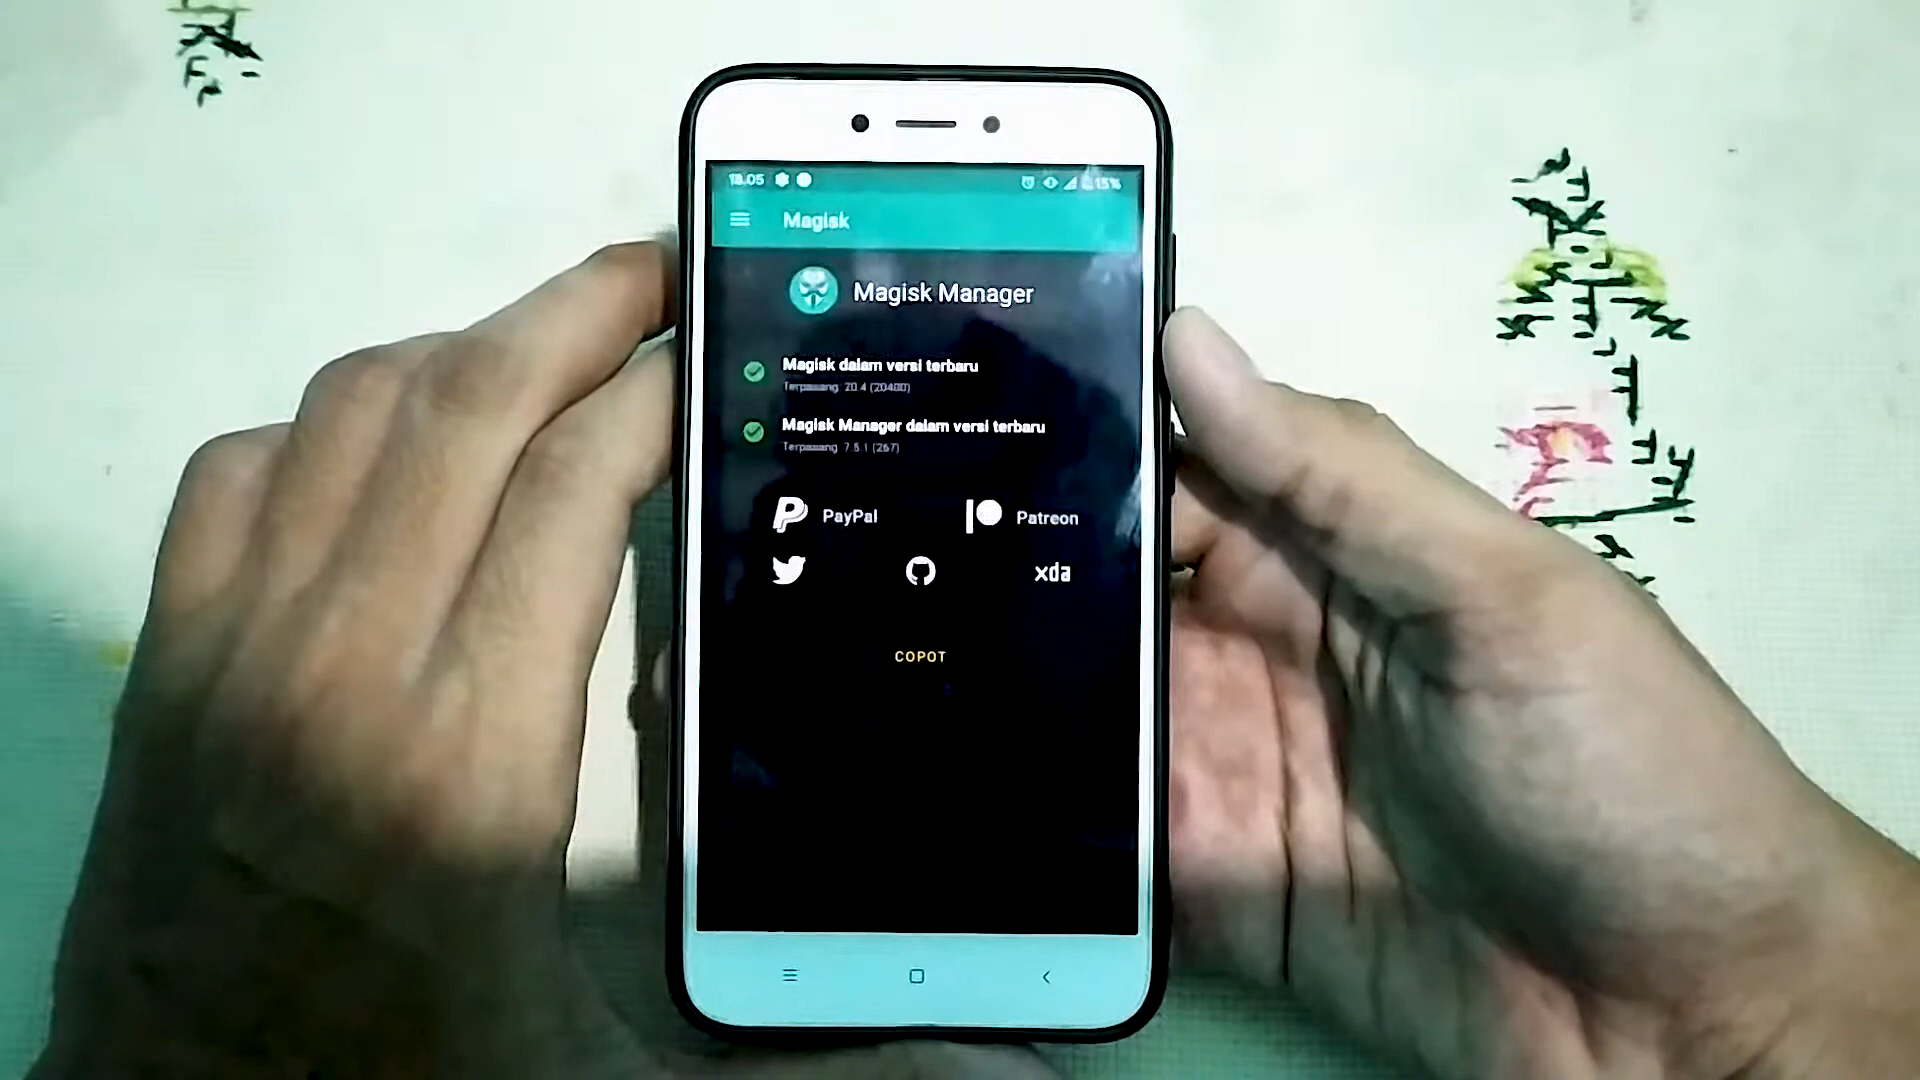 18.05 15%
Magisk
Magisk Manager
Magisk dalam versi terbaru
Terpasang: 20.4 (20400)
Magisk Manager dalam versi terbaru
Terpasang: 7.5.1 (267)
PayPal Patreon
xda
COPOT